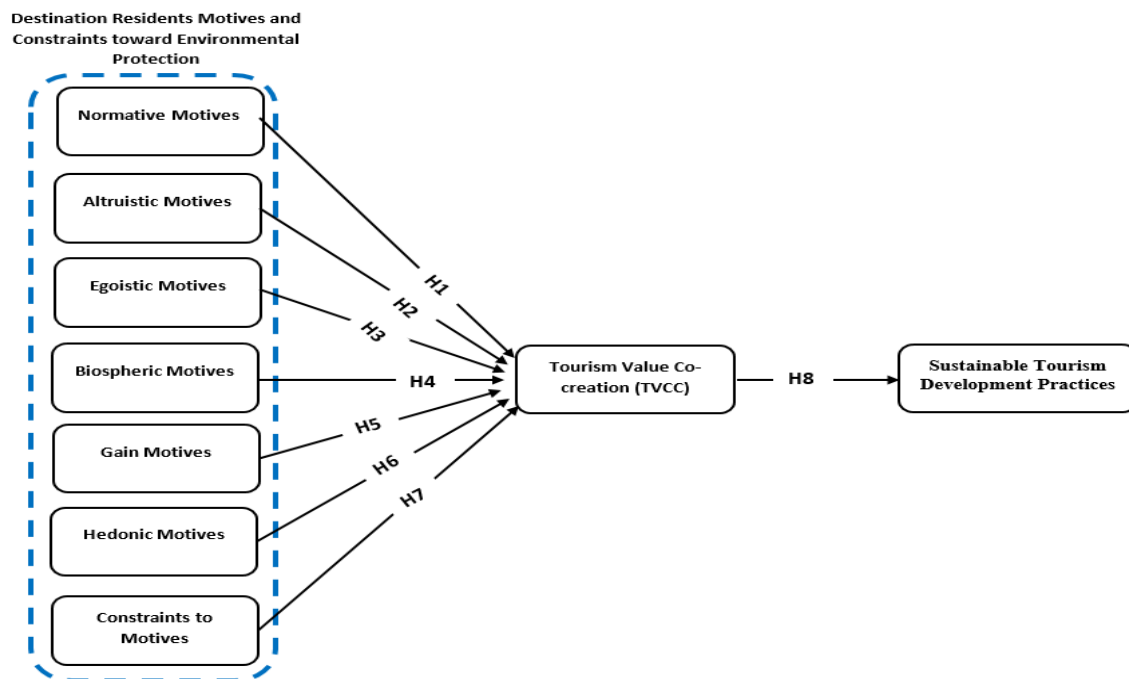 Destination Residents Motives and
Constraints toward Environmental
Protection
Normative Motives
Altruistic Motives
Egoistic Motives
Biospheric Motives
Gain Motives
Hedonic Motives
Constraints to
Motives
H1
H2
H3
H4
H5
H6
H7
Tourism Value Co-
creation (TVCC)
H8
Sustainable Tourism
Development Practices